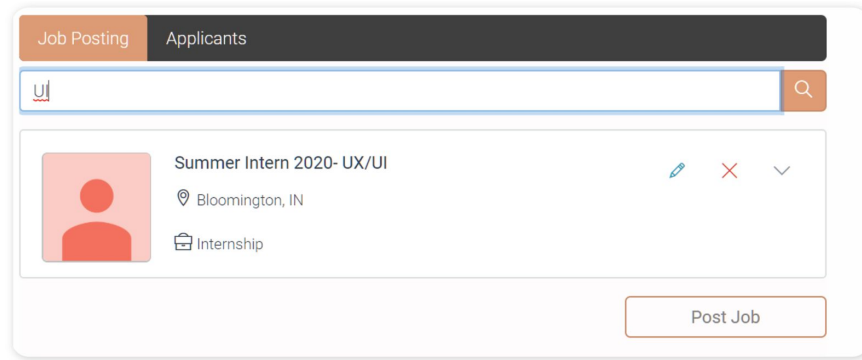 Job Posting Applicants
UI
Summer Intern 2020- UX/UI
Bloomington, IN
Internship
Post Job